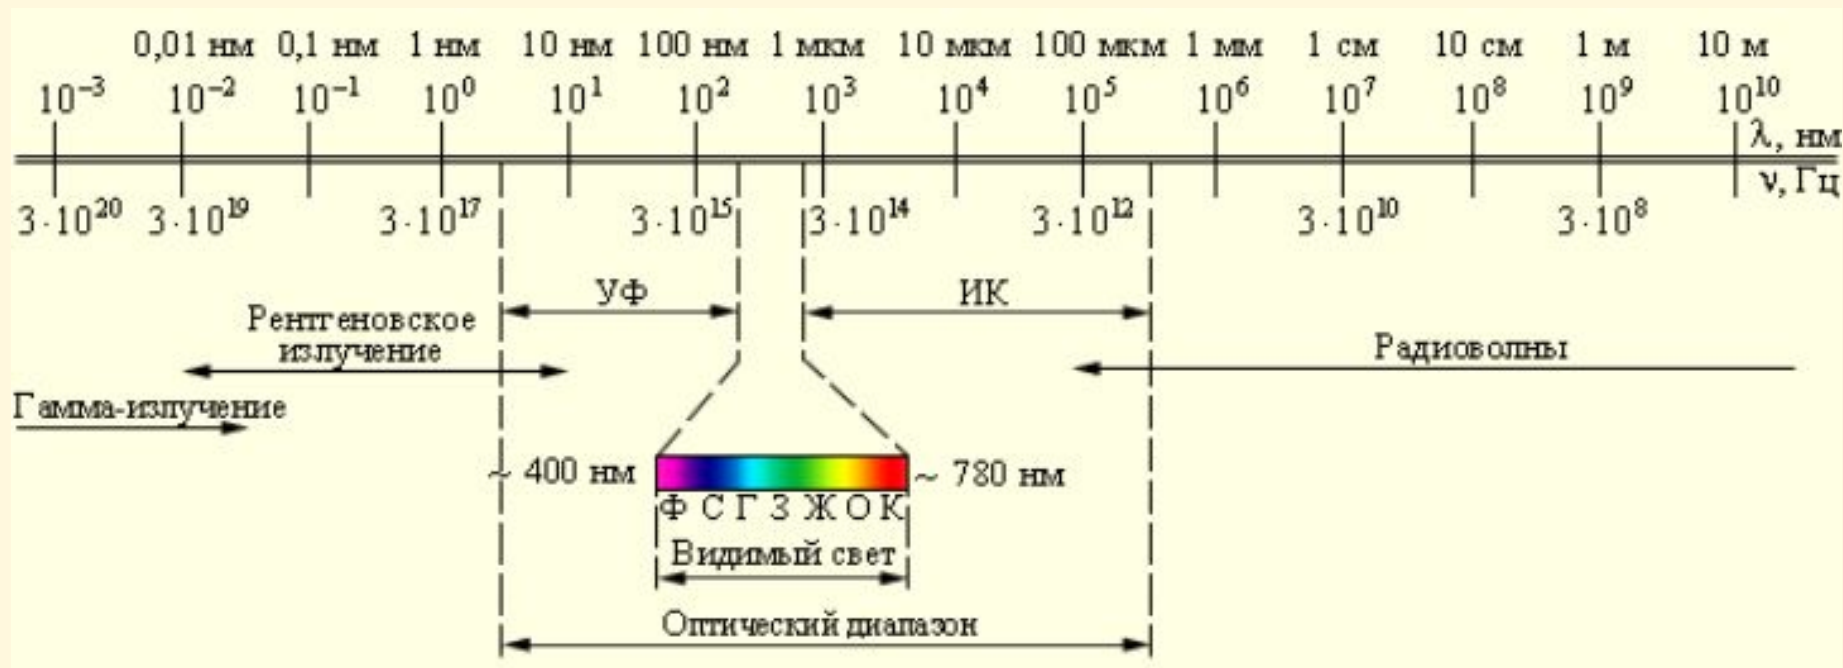 0,01 нм 0,1 нм 1 нм 10 нм 100 нм 1 мкм 10 мкм 100 мкм 1 мм 1 см 10 см 1 м 10 м
10⁻³ 10⁻² 10⁻¹ 10⁰ 10¹ 10² 10³ 10⁴ 10⁵ 10⁶ 10⁷ 10⁸ 10⁹ 10¹⁰
λ, нм
ν, Гц
3·10²⁰ 3·10¹⁹ 3·10¹⁷ 3·10¹⁵ 3·10¹⁴ 3·10¹² 3·10¹⁰ 3·10⁸
УФ ИК
Рентгеновское
излучение
Радиоволны
Гамма-излучение
~ 400 нм ~ 780 нм
Ф С Г З Ж О К
Видимый свет
Оптический диапазон